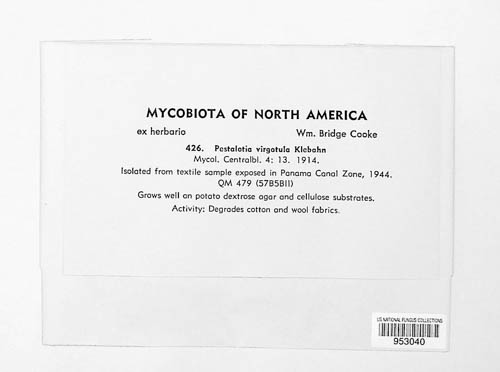 MYCOBIOTA OF NORTH AMERICA
ex herbario Wm. Bridge Cooke
426. Pestalotia virgatula Klebahn
Mycol. Centralbl. 4: 13. 1914.
Isolated from textile sample exposed in Panama Canal Zone, 1944.
QM 479 (57B5BII)
Grows well on potato dextrose agar and cellulose substrates.
Activity: Degrades cotton and wool fabrics.
US NATIONAL FUNGUS COLLECTIONS
953040